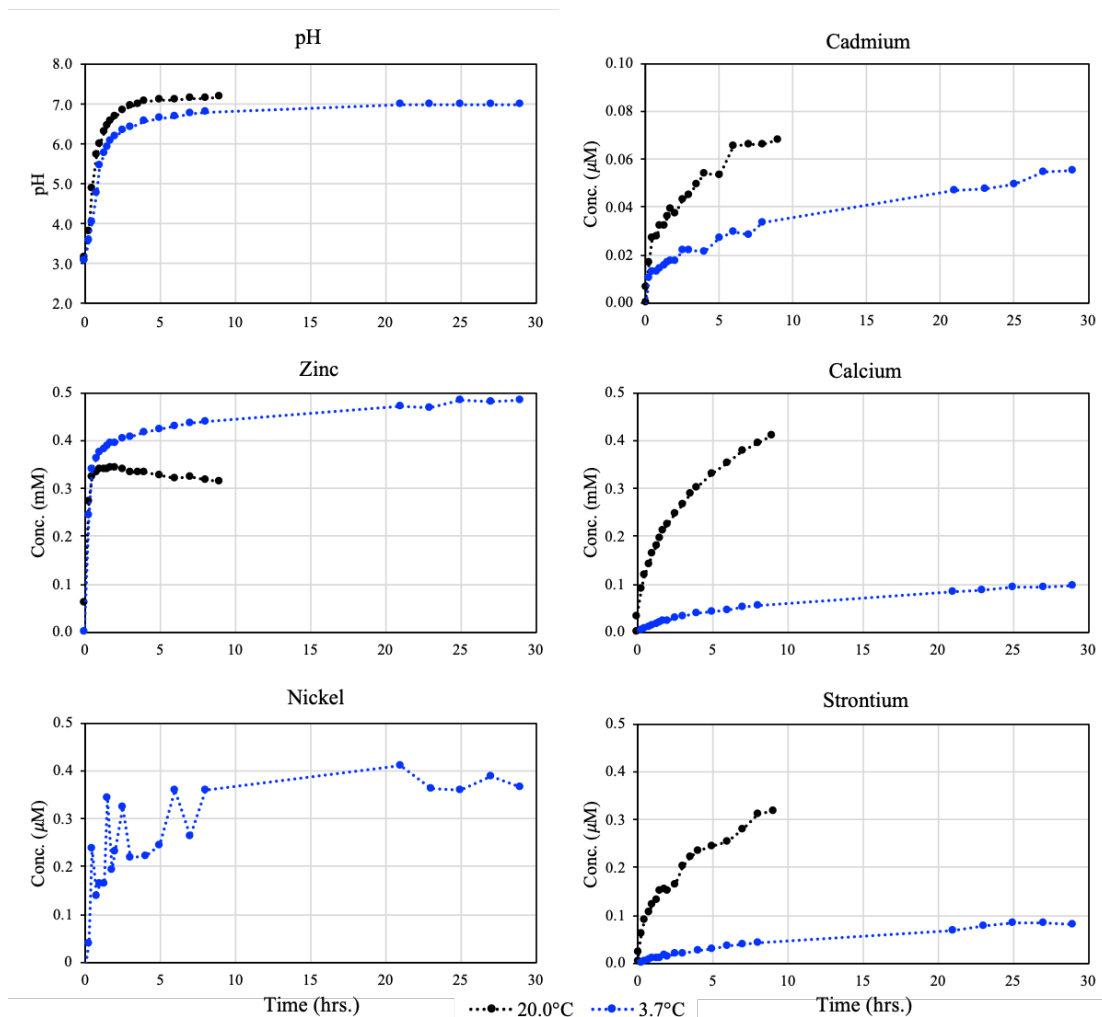 pH
8.0
7.0
6.0
5.0
4.0
3.0
2.0
pH
0 5 10 15 20 25 30
Cadmium
0.10
0.08
0.06
0.04
0.02
0.00
Conc. (µM)
0 5 10 15 20 25 30
Zinc
0.5
0.4
0.3
0.2
0.1
0.0
Conc. (mM)
0 5 10 15 20 25 30
Calcium
0.5
0.4
0.3
0.2
0.1
0.0
Conc. (mM)
0 5 10 15 20 25 30
Nickel
0.5
0.4
0.3
0.2
0.1
0
Conc. (µM)
0 5 10 15 20 25 30
Time (hrs.)
Strontium
0.5
0.4
0.3
0.2
0.1
0.0
Conc. (µM)
0 5 10 15 20 25 30
Time (hrs.)
20.0°C 3.7°C